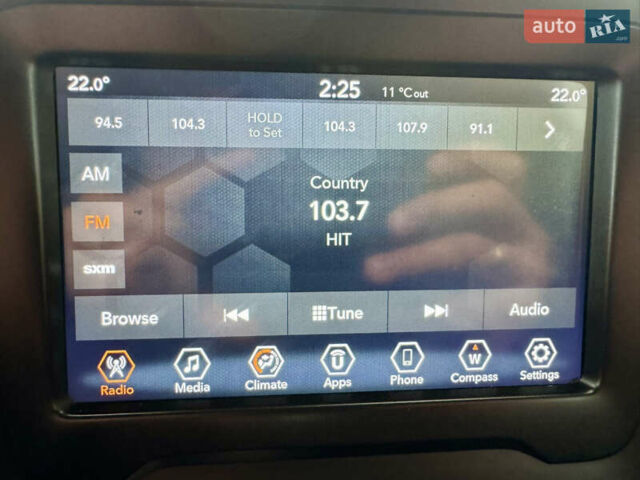 auto RIA .com
22.0° 2:25 11 °C out 22.0°
94.5 104.3 HOLD to Set 104.3 107.9 91.1
AM
Country
FM
103.7
HIT
sxm
Browse Tune Audio
U W
Radio Media Climate Apps Phone Compass Settings